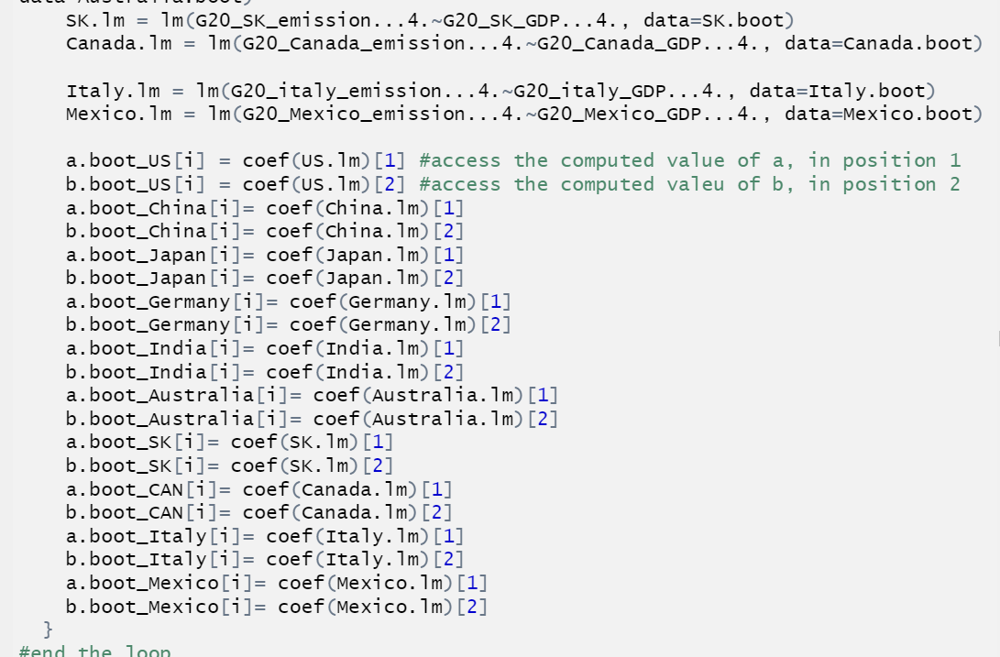 data=Australia.boot)
SK.lm = lm(G20_SK_emission...4.~G20_SK_GDP...4., data=SK.boot)
Canada.lm = lm(G20_Canada_emission...4.~G20_Canada_GDP...4., data=Canada.boot)
Italy.lm = lm(G20_italy_emission...4.~G20_italy_GDP...4., data=Italy.boot)
Mexico.lm = lm(G20_Mexico_emission...4.~G20_Mexico_GDP...4., data=Mexico.boot)
a.boot_US[i] = coef(US.lm)[1] #access the computed value of a, in position 1
b.boot_US[i] = coef(US.lm)[2] #access the computed valeu of b, in position 2
a.boot_China[i]= coef(China.lm)[1]
b.boot_China[i]= coef(China.lm)[2]
a.boot_Japan[i]= coef(Japan.lm)[1]
b.boot_Japan[i]= coef(Japan.lm)[2]
a.boot_Germany[i]= coef(Germany.lm)[1]
b.boot_Germany[i]= coef(Germany.lm)[2]
a.boot_India[i]= coef(India.lm)[1]
b.boot_India[i]= coef(India.lm)[2]
a.boot_Australia[i]= coef(Australia.lm)[1]
b.boot_Australia[i]= coef(Australia.lm)[2]
a.boot_SK[i]= coef(SK.lm)[1]
b.boot_SK[i]= coef(SK.lm)[2]
a.boot_CAN[i]= coef(Canada.lm)[1]
b.boot_CAN[i]= coef(Canada.lm)[2]
a.boot_Italy[i]= coef(Italy.lm)[1]
b.boot_Italy[i]= coef(Italy.lm)[2]
a.boot_Mexico[i]= coef(Mexico.lm)[1]
b.boot_Mexico[i]= coef(Mexico.lm)[2]
}
#end the loop